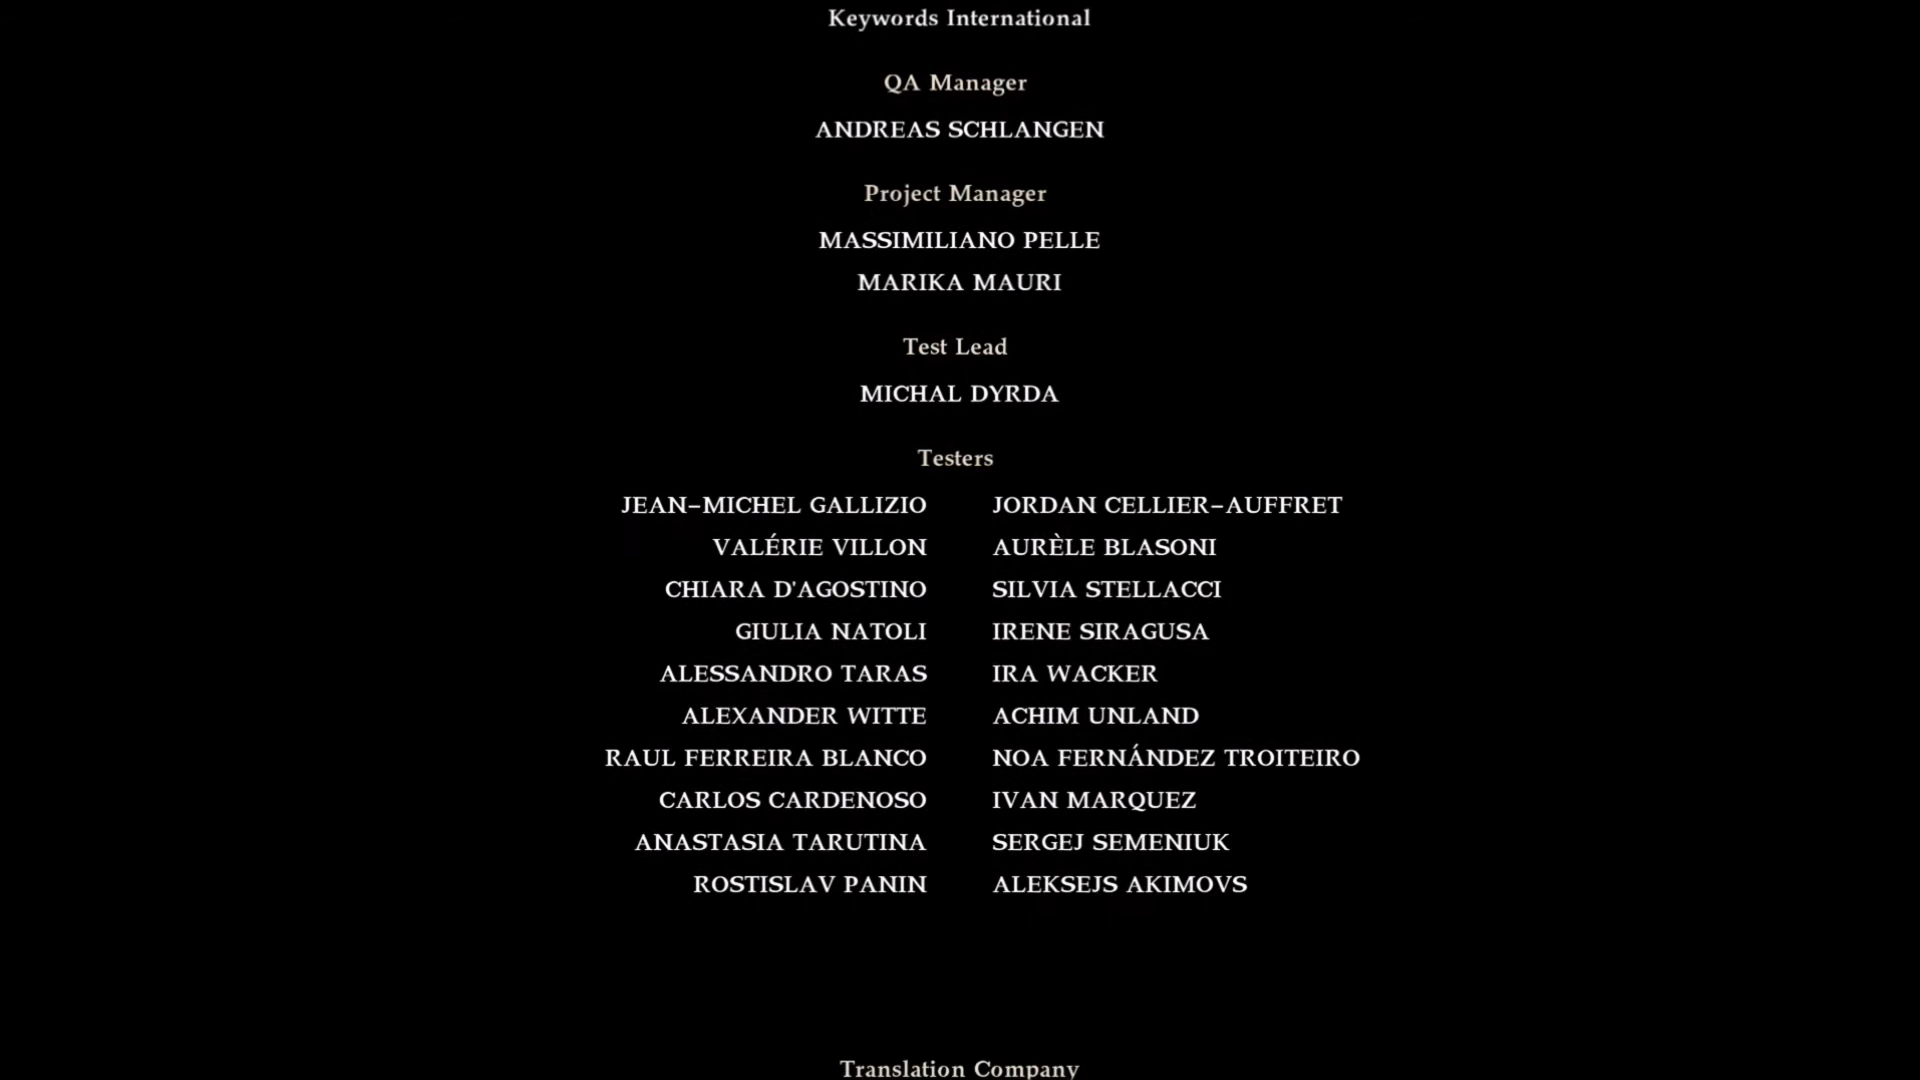 Keywords International
QA Manager
ANDREAS SCHLANGEN
Project Manager
MASSIMILIANO PELLE
MARIKA MAURI
Test Lead
MICHAL DYRDA
Testers
JEAN–MICHEL GALLIZIO JORDAN CELLIER–AUFFRET
VALÉRIE VILLON AURÈLE BLASONI
CHIARA D'AGOSTINO SILVIA STELLACCI
GIULIA NATOLI IRENE SIRAGUSA
ALESSANDRO TARAS IRA WACKER
ALEXANDER WITTE ACHIM UNLAND
RAUL FERREIRA BLANCO NOA FERNÁNDEZ TROITEIRO
CARLOS CARDENOSO IVAN MARQUEZ
ANASTASIA TARUTINA SERGEJ SEMENIUK
ROSTISLAV PANIN ALEKSEJS AKIMOVS
Translation Company